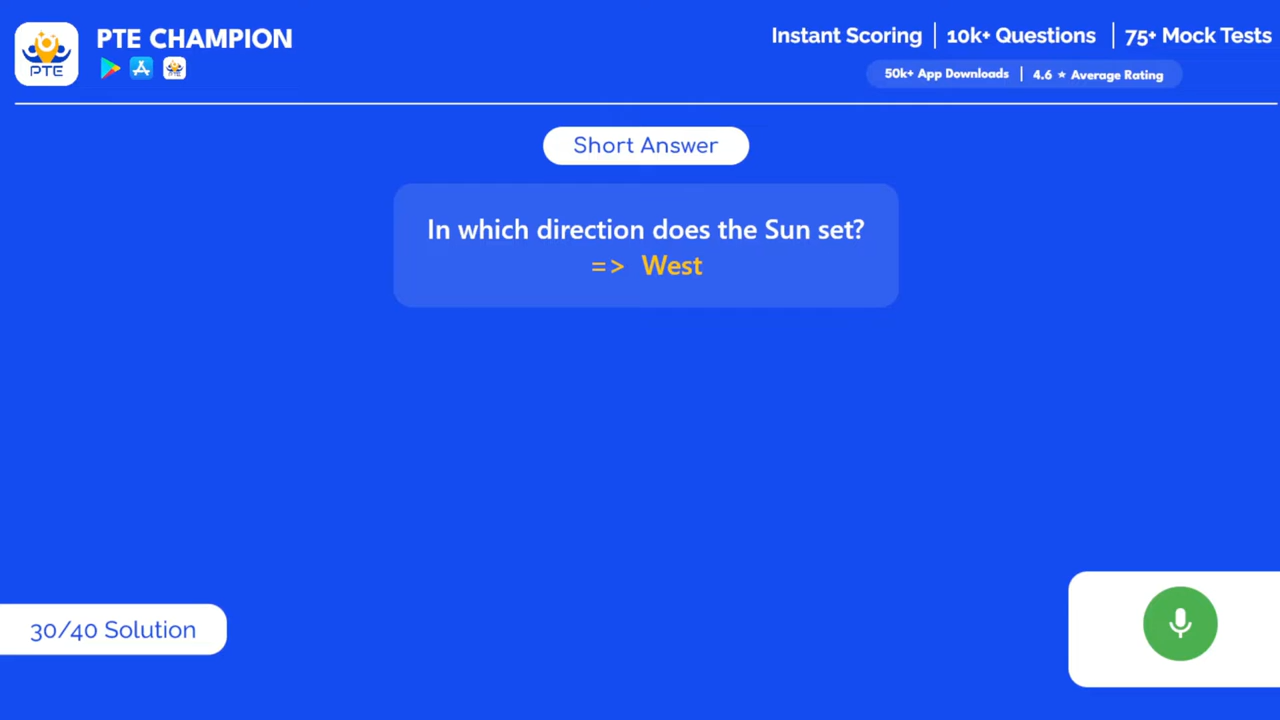 PTE CHAMPION
PTE
Instant Scoring | 10k+ Questions | 75+ Mock Tests
50k+ App Downloads | 4.6 ★ Average Rating
Short Answer
In which direction does the Sun set?
=> West
30/40 Solution